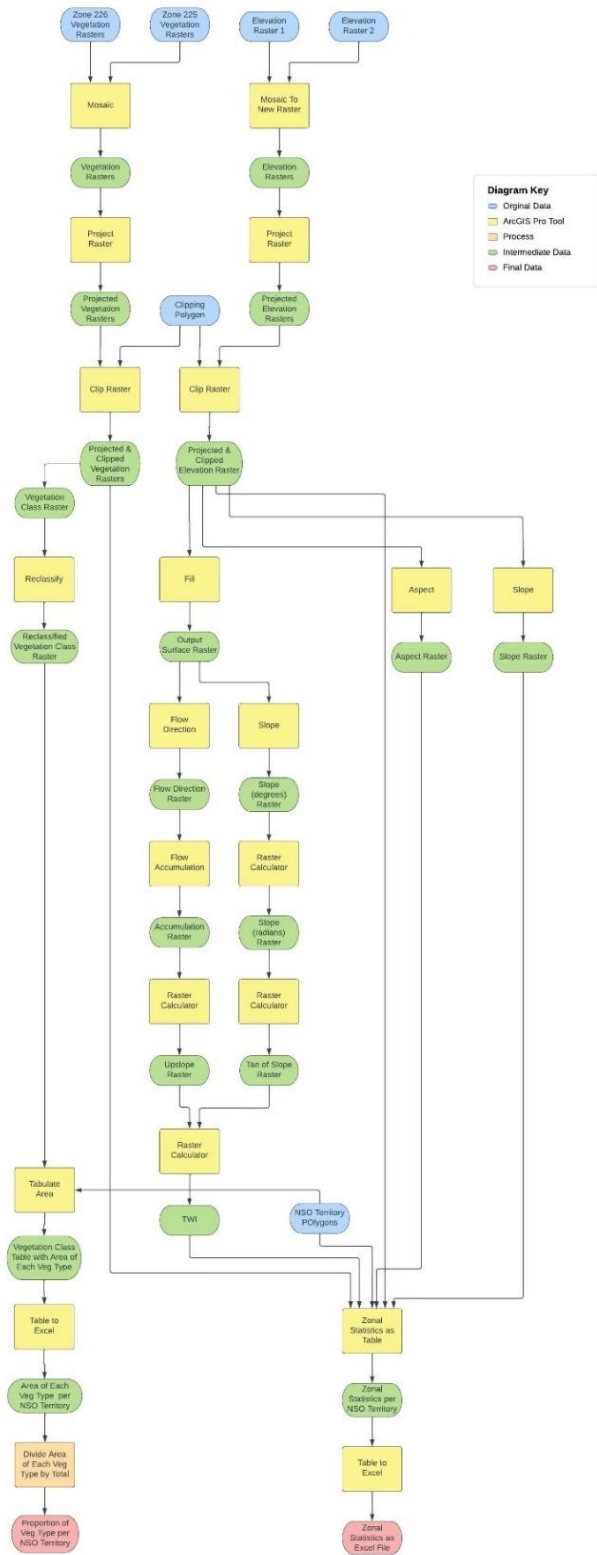 Zone 226
Vegetation
Rasters
Zone 225
Vegetation
Rasters
Elevation
Raster 1
Elevation
Raster 2
Mosaic
Mosaic To
New Raster
Vegetation
Rasters
Elevation
Rasters
Diagram Key
Orginal Data
ArcGIS Pro Tool
Process
Intermediate Data
Final Data
Project
Raster
Project
Raster
Projected
Vegetation
Rasters
Clipping
Polygon
Projected
Elevation
Rasters
Clip Raster
Clip Raster
Projected &
Clipped
Vegetation
Rasters
Projected &
Clipped
Elevation Raster
Vegetation
Class Raster
Reclassify
Fill
Aspect
Slope
Reclassified
Vegetation Class
Raster
Output
Surface Raster
Aspect Raster
Slope Raster
Flow
Direction
Slope
Flow Direction
Raster
Slope
(degrees)
Raster
Flow
Accumulation
Raster
Calculator
Accumulation
Raster
Slope
(radians)
Raster
Raster
Calculator
Raster
Calculator
Upslope
Raster
Tan of Slope
Raster
Raster
Calculator
Tabulate
Area
TWI
NSO Territory
POlygons
Vegetation Class
Table with Area of
Each Veg Type
Table to
Excel
Zonal
Statistics as
Table
Area of Each
Veg Type per
NSO Territory
Zonal
Statistics per
NSO Territory
Divide Area
of Each Veg
Type by Total
Table to
Excel
Proportion of
Veg Type per
NSO Territory
Zonal
Statistics as
Excel File